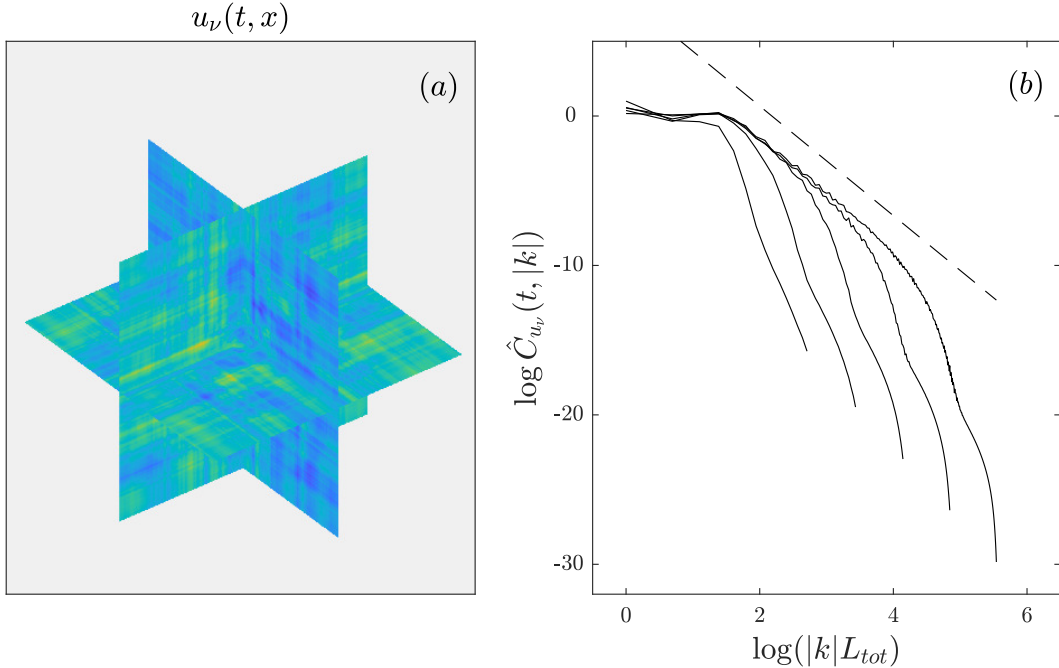 u_ν(t, x)
(a)
(b)
log Ĉ_{u_ν}(t, |k|)
0
-10
-20
-30
0 2 4 6
log(|k|L_{tot})